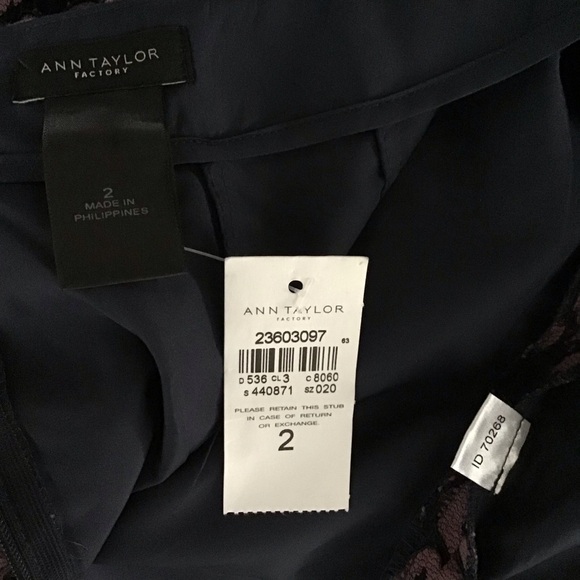 ANN TAYLOR
FACTORY
2
MADE IN
PHILIPPINES
ANN TAYLOR
FACTORY
23603097 63
D 536 CL 3 C 8060
S 440871 SZ 020
PLEASE RETAIN THIS STUB
IN CASE OF RETURN
OR EXCHANGE.
2
ID 70268